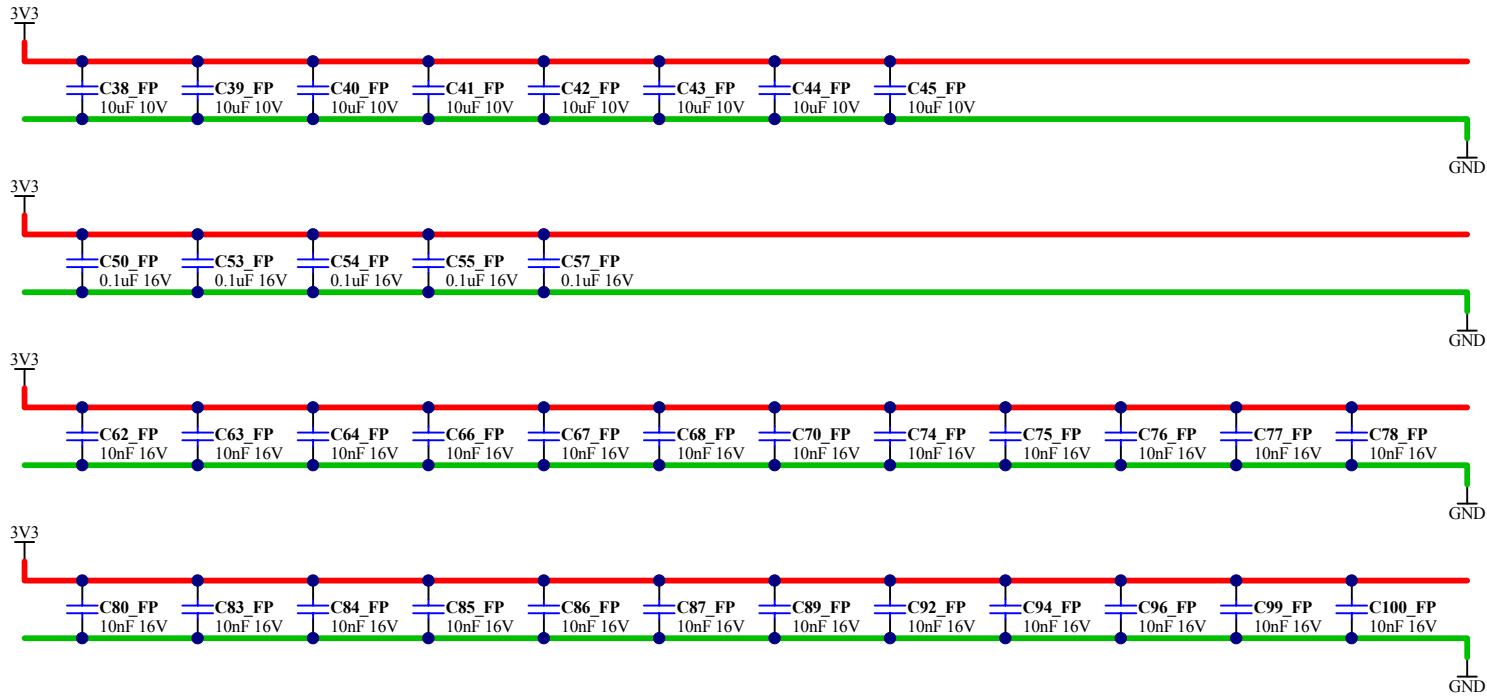 3V3
C38_FP C39_FP C40_FP C41_FP C42_FP C43_FP C44_FP C45_FP
10uF 10V 10uF 10V 10uF 10V 10uF 10V 10uF 10V 10uF 10V 10uF 10V 10uF 10V
GND
3V3
C50_FP C53_FP C54_FP C55_FP C57_FP
0.1uF 16V 0.1uF 16V 0.1uF 16V 0.1uF 16V 0.1uF 16V
GND
3V3
C62_FP C63_FP C64_FP C66_FP C67_FP C68_FP C70_FP C74_FP C75_FP C76_FP C77_FP C78_FP
10nF 16V 10nF 16V 10nF 16V 10nF 16V 10nF 16V 10nF 16V 10nF 16V 10nF 16V 10nF 16V 10nF 16V 10nF 16V 10nF 16V
GND
3V3
C80_FP C83_FP C84_FP C85_FP C86_FP C87_FP C89_FP C92_FP C94_FP C96_FP C99_FP C100_FP
10nF 16V 10nF 16V 10nF 16V 10nF 16V 10nF 16V 10nF 16V 10nF 16V 10nF 16V 10nF 16V 10nF 16V 10nF 16V 10nF 16V
GND